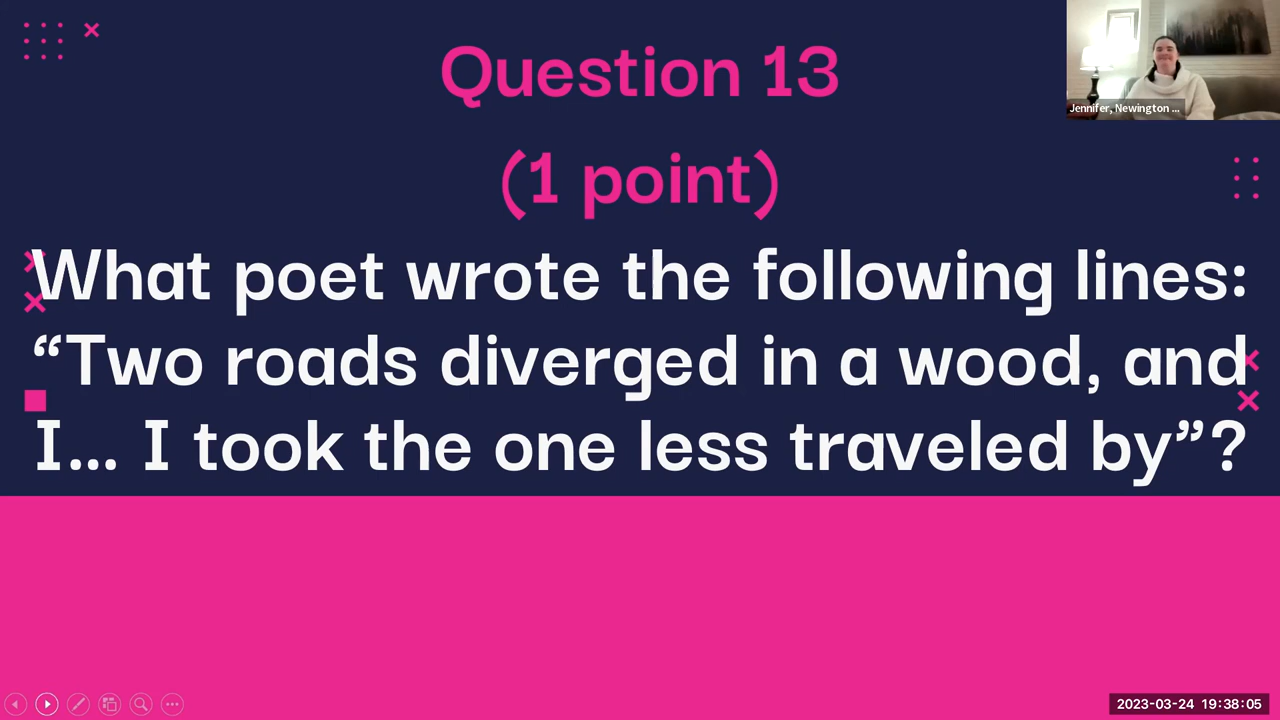 Question 13
(1 point)
What poet wrote the following lines:
“Two roads diverged in a wood, and
I... I took the one less traveled by”?
Jennifer, Newington ...
2023-03-24 19:38:05